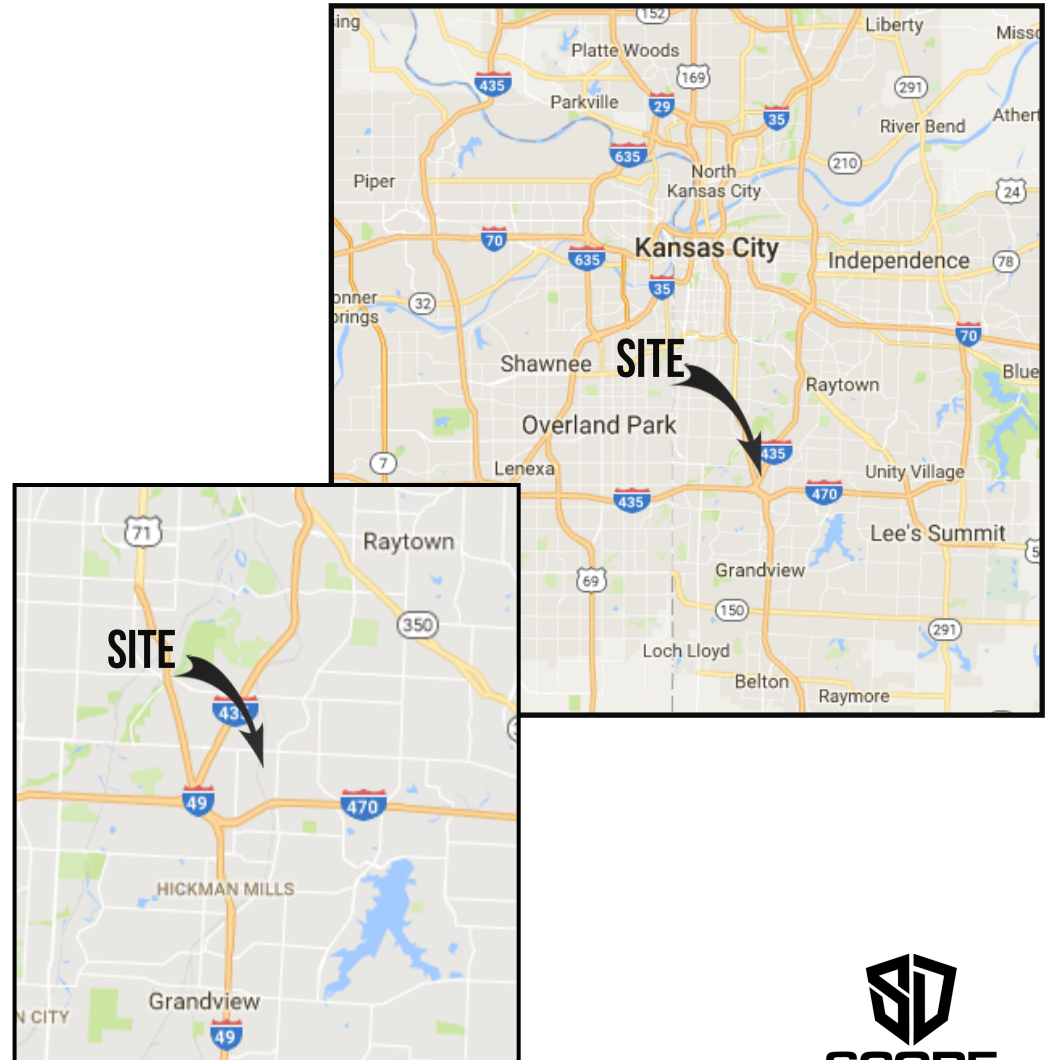 152
Liberty
Platte Woods
169
435
291
Parkville
29
35
River Bend
635
210
North
Kansas City
Piper
24
70
Kansas City
635
Independence
78
35
32
70
Shawnee
SITE
Raytown
Overland Park
435
7
Lenexa
Unity Village
435
470
Lee's Summit
Grandview
69
150
291
Loch Lloyd
Belton
Raymore
71
Raytown
350
SITE
435
49
470
HICKMAN MILLS
Grandview
N CITY
49
SD